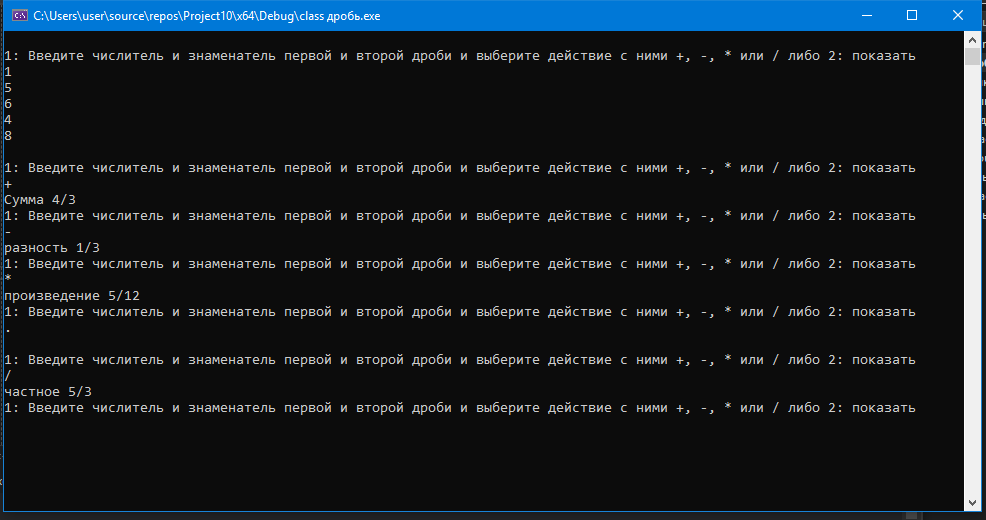 C:\Users\user\source\repos\Project10\x64\Debug\class дробь.exe
1: Введите числитель и знаменатель первой и второй дроби и выберите действие с ними +, -, * или / либо 2: показать
1
5
6
4
8
1: Введите числитель и знаменатель первой и второй дроби и выберите действие с ними +, -, * или / либо 2: показать
+
Сумма 4/3
1: Введите числитель и знаменатель первой и второй дроби и выберите действие с ними +, -, * или / либо 2: показать
-
разность 1/3
1: Введите числитель и знаменатель первой и второй дроби и выберите действие с ними +, -, * или / либо 2: показать
*
произведение 5/12
1: Введите числитель и знаменатель первой и второй дроби и выберите действие с ними +, -, * или / либо 2: показать
.
1: Введите числитель и знаменатель первой и второй дроби и выберите действие с ними +, -, * или / либо 2: показать
/
частное 5/3
1: Введите числитель и знаменатель первой и второй дроби и выберите действие с ними +, -, * или / либо 2: показать